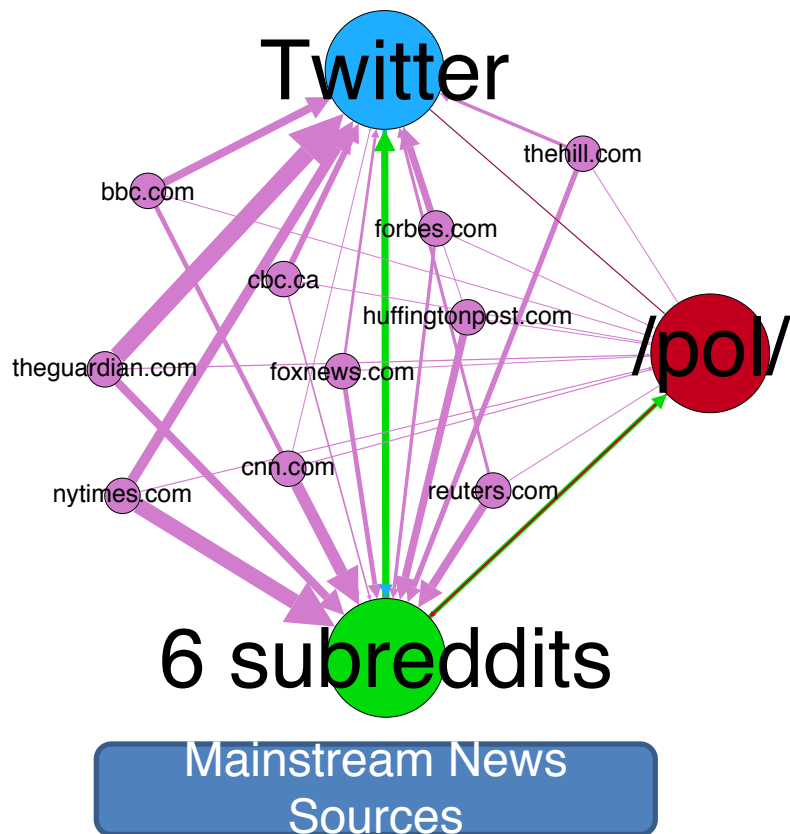 Twitter
thehill.com
bbc.com
forbes.com
cbc.ca
huffingtonpost.com
/pol/
theguardian.com
foxnews.com
cnn.com
nytimes.com
reuters.com
6 subreddits
Mainstream News
Sources